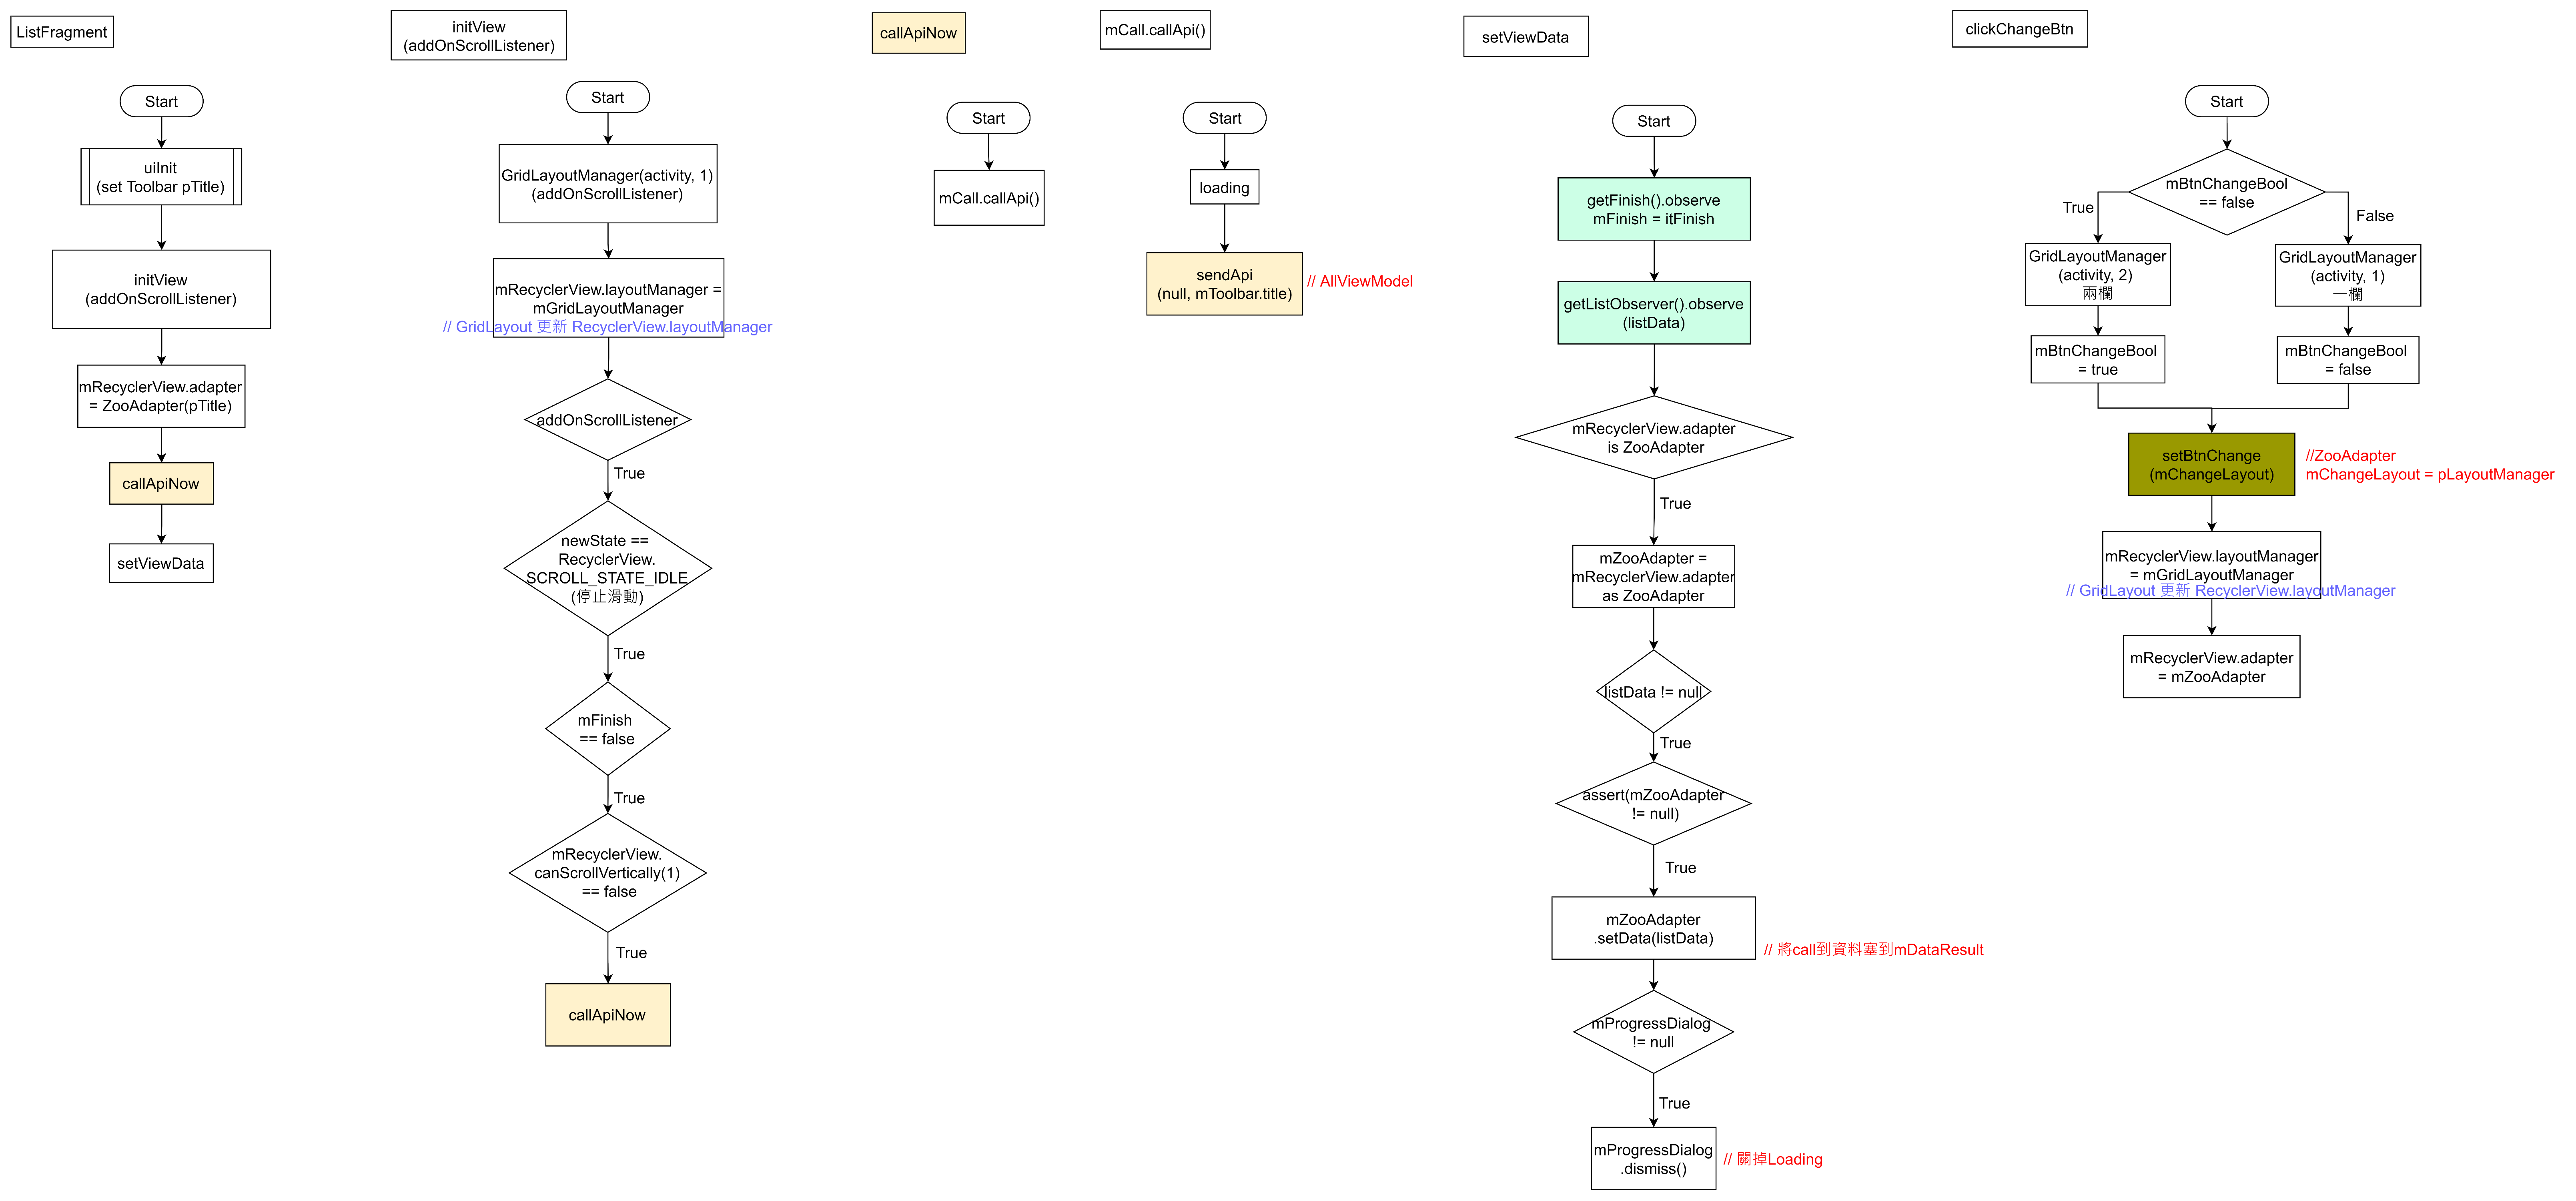 ListFragment
Start
uiInit
(set Toolbar pTitle)
initView
(addOnScrollListener)
mRecyclerView.adapter
= ZooAdapter(pTitle)
callApiNow
setViewData
initView
(addOnScrollListener)
Start
GridLayoutManager(activity, 1)
(addOnScrollListener)
mRecyclerView.layoutManager =
mGridLayoutManager
// GridLayout 更新 RecyclerView.layoutManager
addOnScrollListener
True
newState ==
RecyclerView.
SCROLL_STATE_IDLE
(停止滑動)
True
mFinish
== false
True
mRecyclerView.
canScrollVertically(1)
== false
True
callApiNow
callApiNow
Start
mCall.callApi()
mCall.callApi()
Start
loading
sendApi
(null, mToolbar.title)
// AllViewModel
setViewData
Start
getFinish().observe
mFinish = itFinish
getListObserver().observe
(listData)
mRecyclerView.adapter
is ZooAdapter
True
mZooAdapter =
mRecyclerView.adapter
as ZooAdapter
listData != null
True
assert(mZooAdapter
!= null)
True
mZooAdapter
.setData(listData)
// 將call到資料塞到mDataResult
mProgressDialog
!= null
True
mProgressDialog
.dismiss()
// 關掉Loading
clickChangeBtn
Start
mBtnChangeBool
== false
True
False
GridLayoutManager
(activity, 2)
兩欄
GridLayoutManager
(activity, 1)
一欄
mBtnChangeBool
= true
mBtnChangeBool
= false
setBtnChange
(mChangeLayout)
//ZooAdapter
mChangeLayout = pLayoutManager
mRecyclerView.layoutManager
= mGridLayoutManager
// GridLayout 更新 RecyclerView.layoutManager
mRecyclerView.adapter
= mZooAdapter